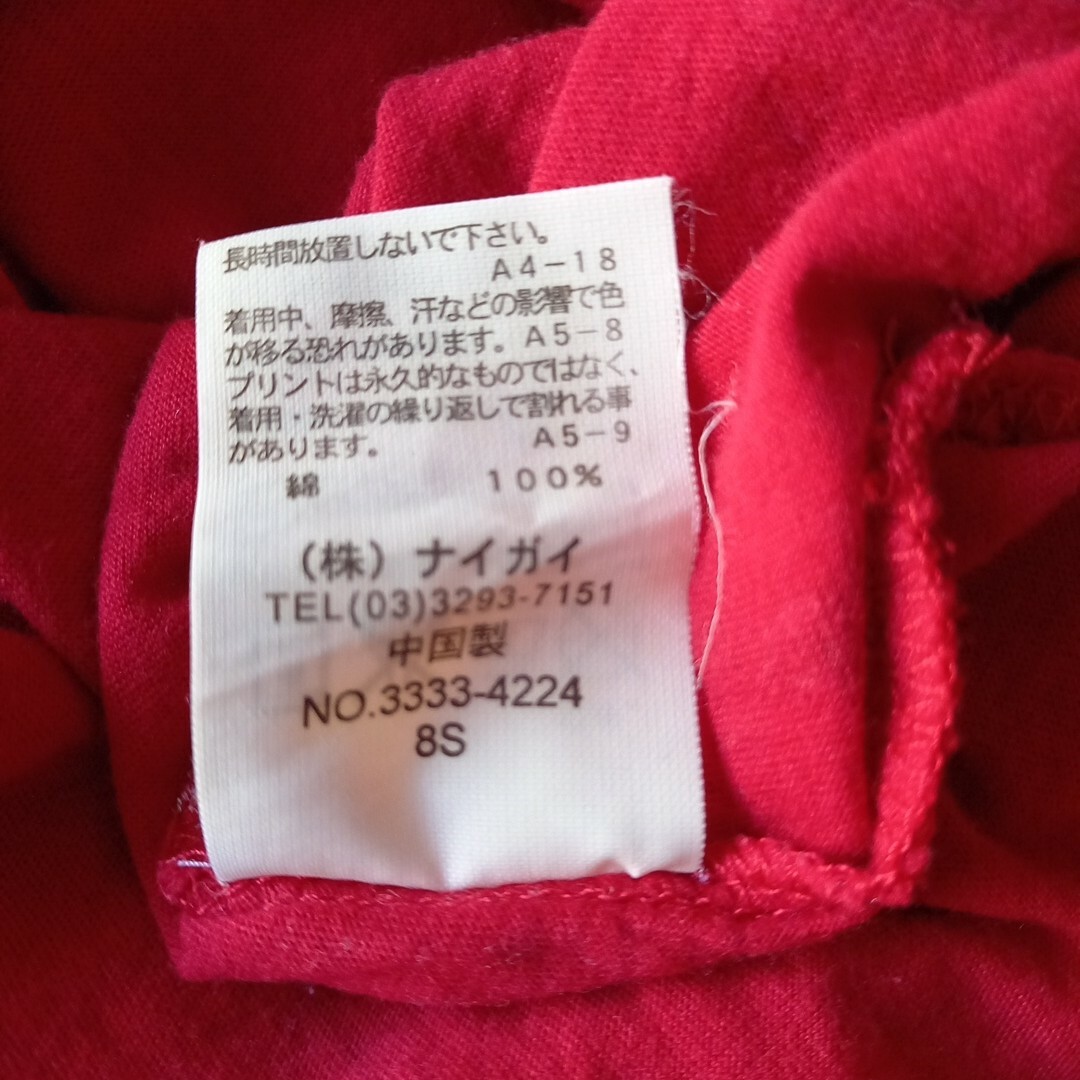 長時間放置しないで下さい。
A4-18
着用中、摩擦、汗などの影響で色
が移る恐れがあります。A5-8
プリントは永久的なものではなく、
着用・洗濯の繰り返しで割れる事
があります。 A5-9
綿 100%
(株)ナイガイ
TEL(03)3293-7151
中国製
NO.3333-4224
8S